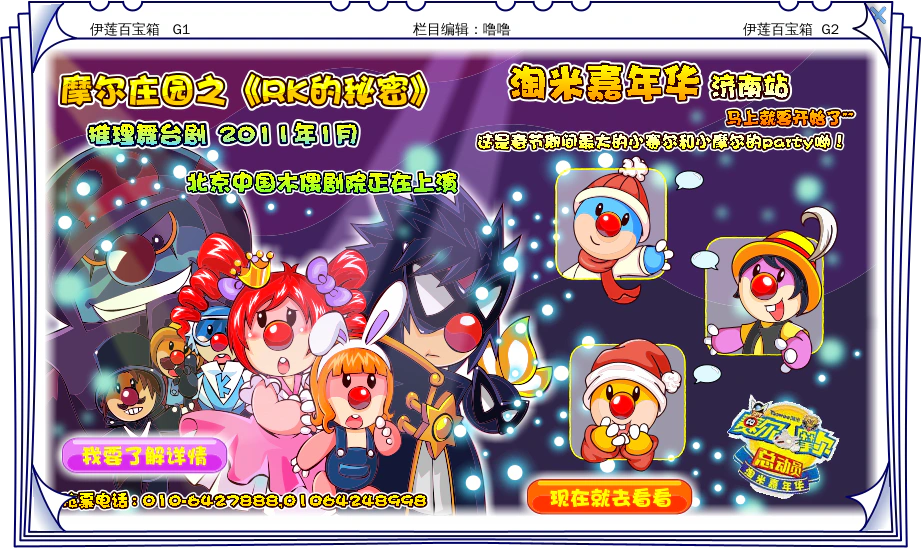 伊莲百宝箱 G1
栏目编辑：噜噜
伊莲百宝箱 G2
摩尔庄园之《RK的秘密》
推理舞台剧 2011年1月
北京中国木偶剧院正在上演
我要了解详情
票电话：010-6427888,01064248998
淘米嘉年华 济南站
马上就要开始了~~
这是春节期间最大的小赛尔和小摩尔的party呦！
赛尔 摩尔
总动员
淘米嘉年华
现在就去看看